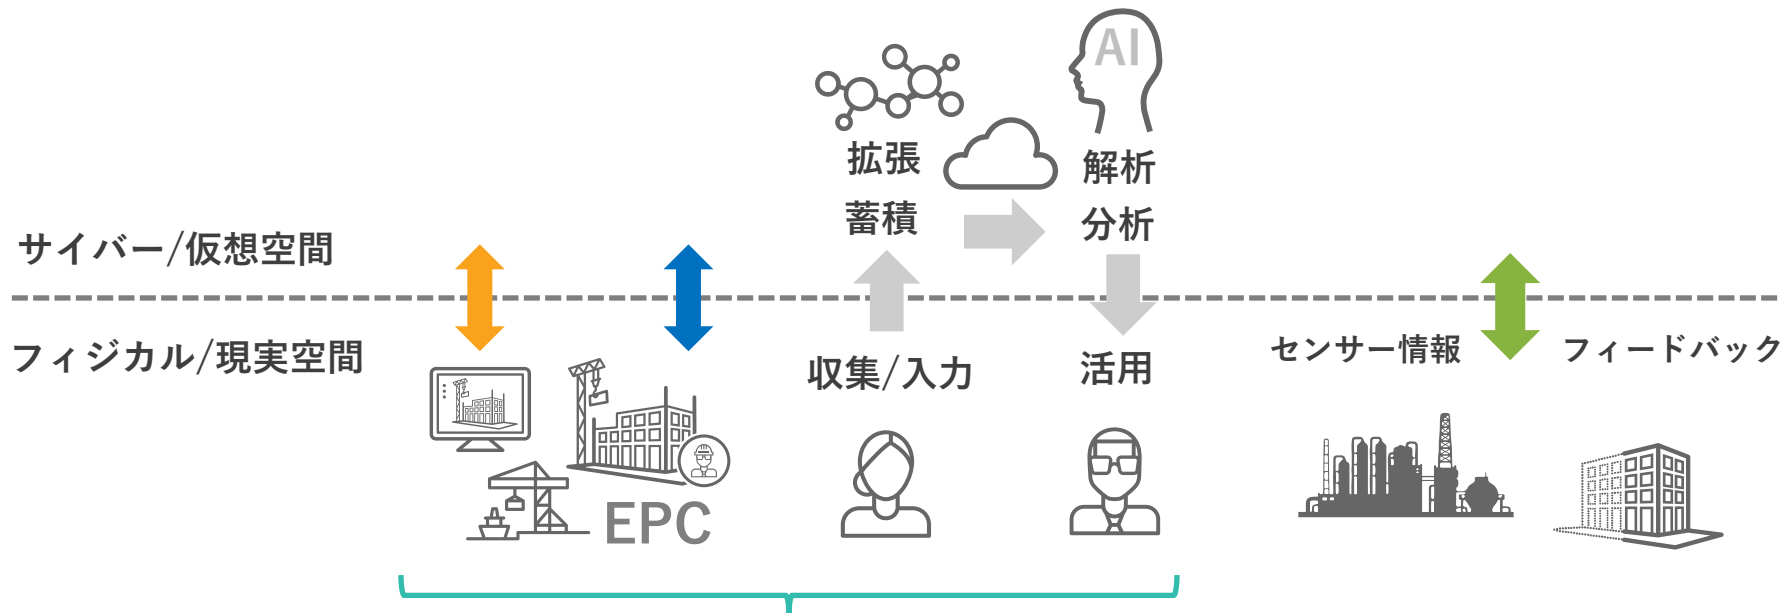 AI
拡張
解析
蓄積
分析
サイバー/仮想空間
フィジカル/現実空間
収集/入力
活用
センサー情報
フィードバック
EPC